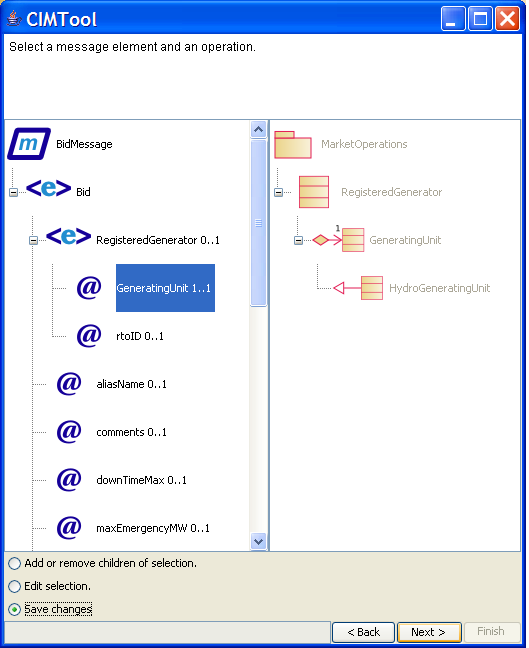 CIMTool
Select a message element and an operation.
m BidMessage
<e> Bid
<e> RegisteredGenerator 0..1
@ GeneratingUnit 1..1
@ rtoID 0..1
@ aliasName 0..1
@ comments 0..1
@ downTimeMax 0..1
@ maxEmergencyMW 0..1
MarketOperations
RegisteredGenerator
1
GeneratingUnit
HydroGeneratingUnit
Add or remove children of selection.
Edit selection.
Save changes
< Back
Next >
Finish